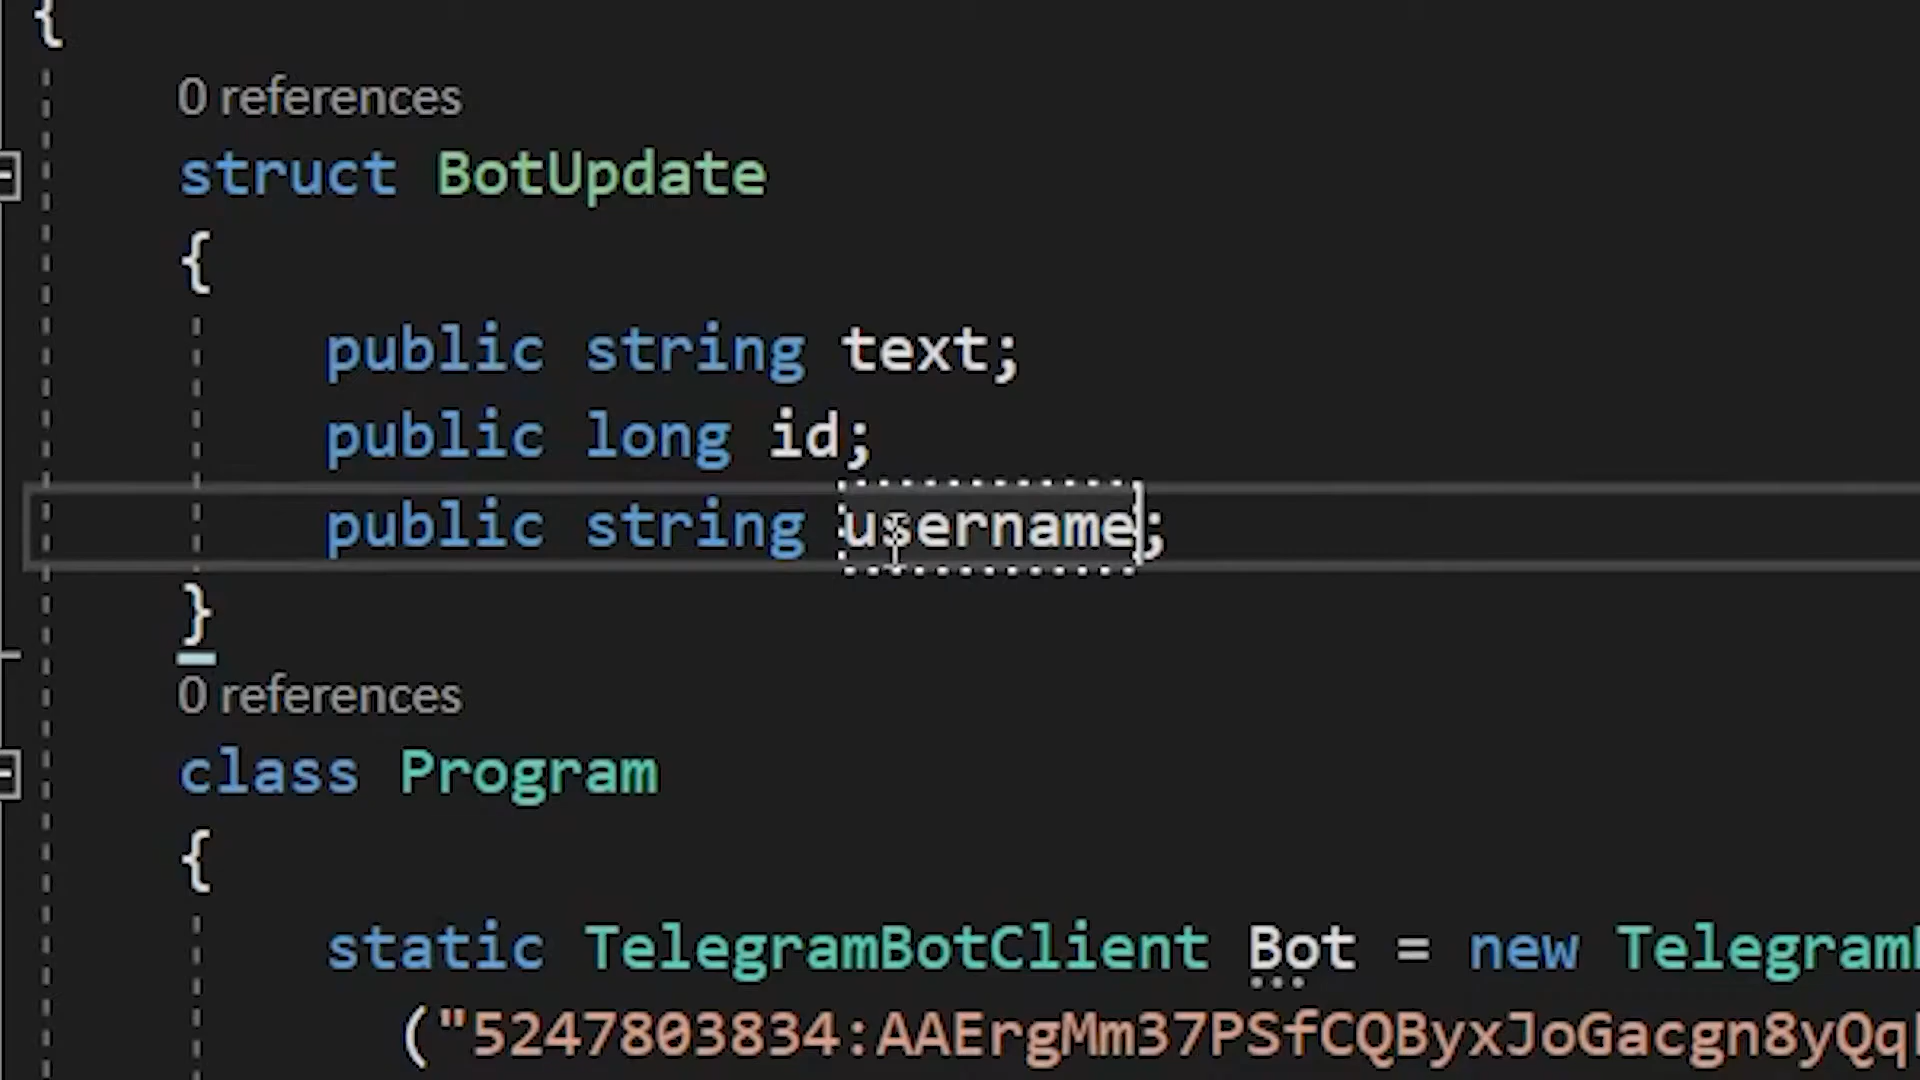 {
0 references
struct BotUpdate
{
public string text;
public long id;
public string username;
}
0 references
class Program
{
static TelegramBotClient Bot = new Telegram
("5247803834:AAErgMm37PSfCQByxJoGacgn8yQq